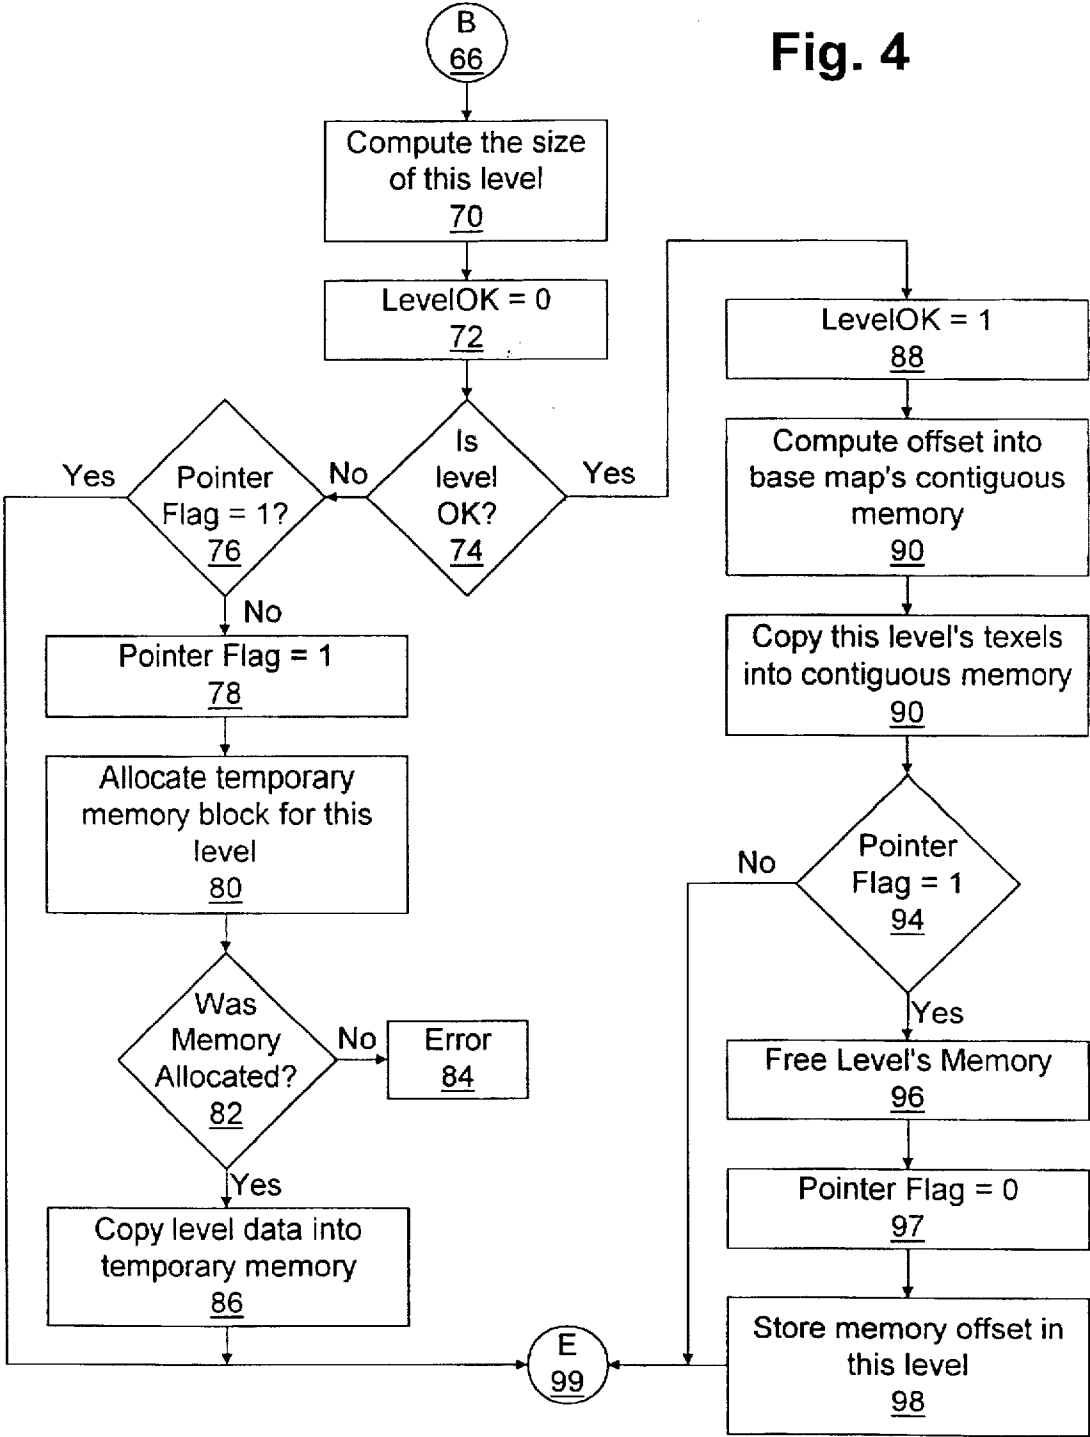 B
66
Fig. 4
Compute the size
of this level
70
LevelOK = 0
72
Is
level
OK?
74
No
Yes
Pointer
Flag = 1?
76
Yes
No
Pointer Flag = 1
78
Allocate temporary
memory block for this
level
80
Was
Memory
Allocated?
82
No
Error
84
Yes
Copy level data into
temporary memory
86
LevelOK = 1
88
Compute offset into
base map's contiguous
memory
90
Copy this level's texels
into contiguous memory
90
Pointer
Flag = 1
94
No
Yes
Free Level's Memory
96
Pointer Flag = 0
97
Store memory offset in
this level
98
E
99